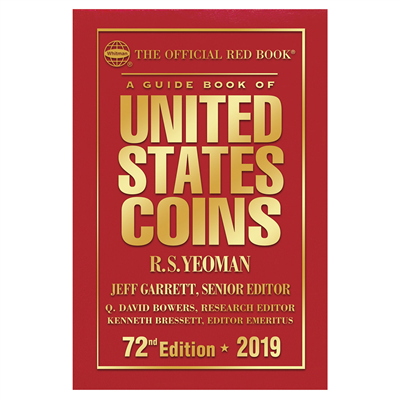 Whitman®
THE OFFICIAL RED BOOK®
A GUIDE BOOK OF
UNITED
STATES
COINS
R.S. YEOMAN
JEFF GARRETT, SENIOR EDITOR
Q. DAVID BOWERS, RESEARCH EDITOR
KENNETH BRESSETT, EDITOR EMERITUS
72nd Edition ★ 2019